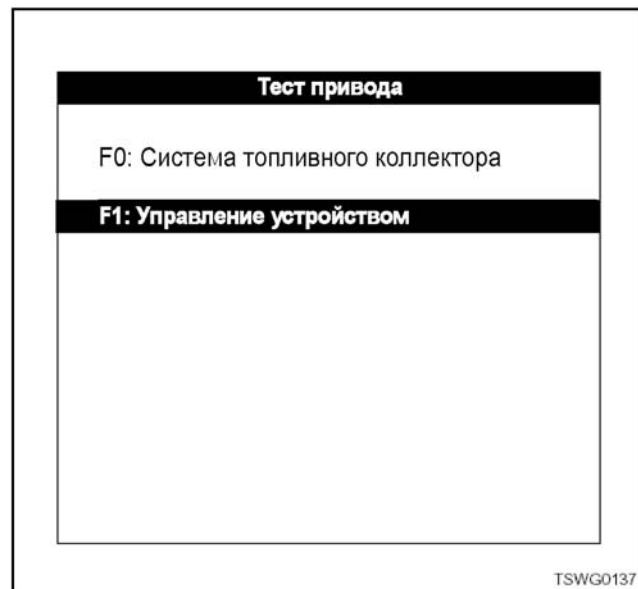 Тест привода
F0: Система топливного коллектора
F1: Управление устройством
TSWG0137